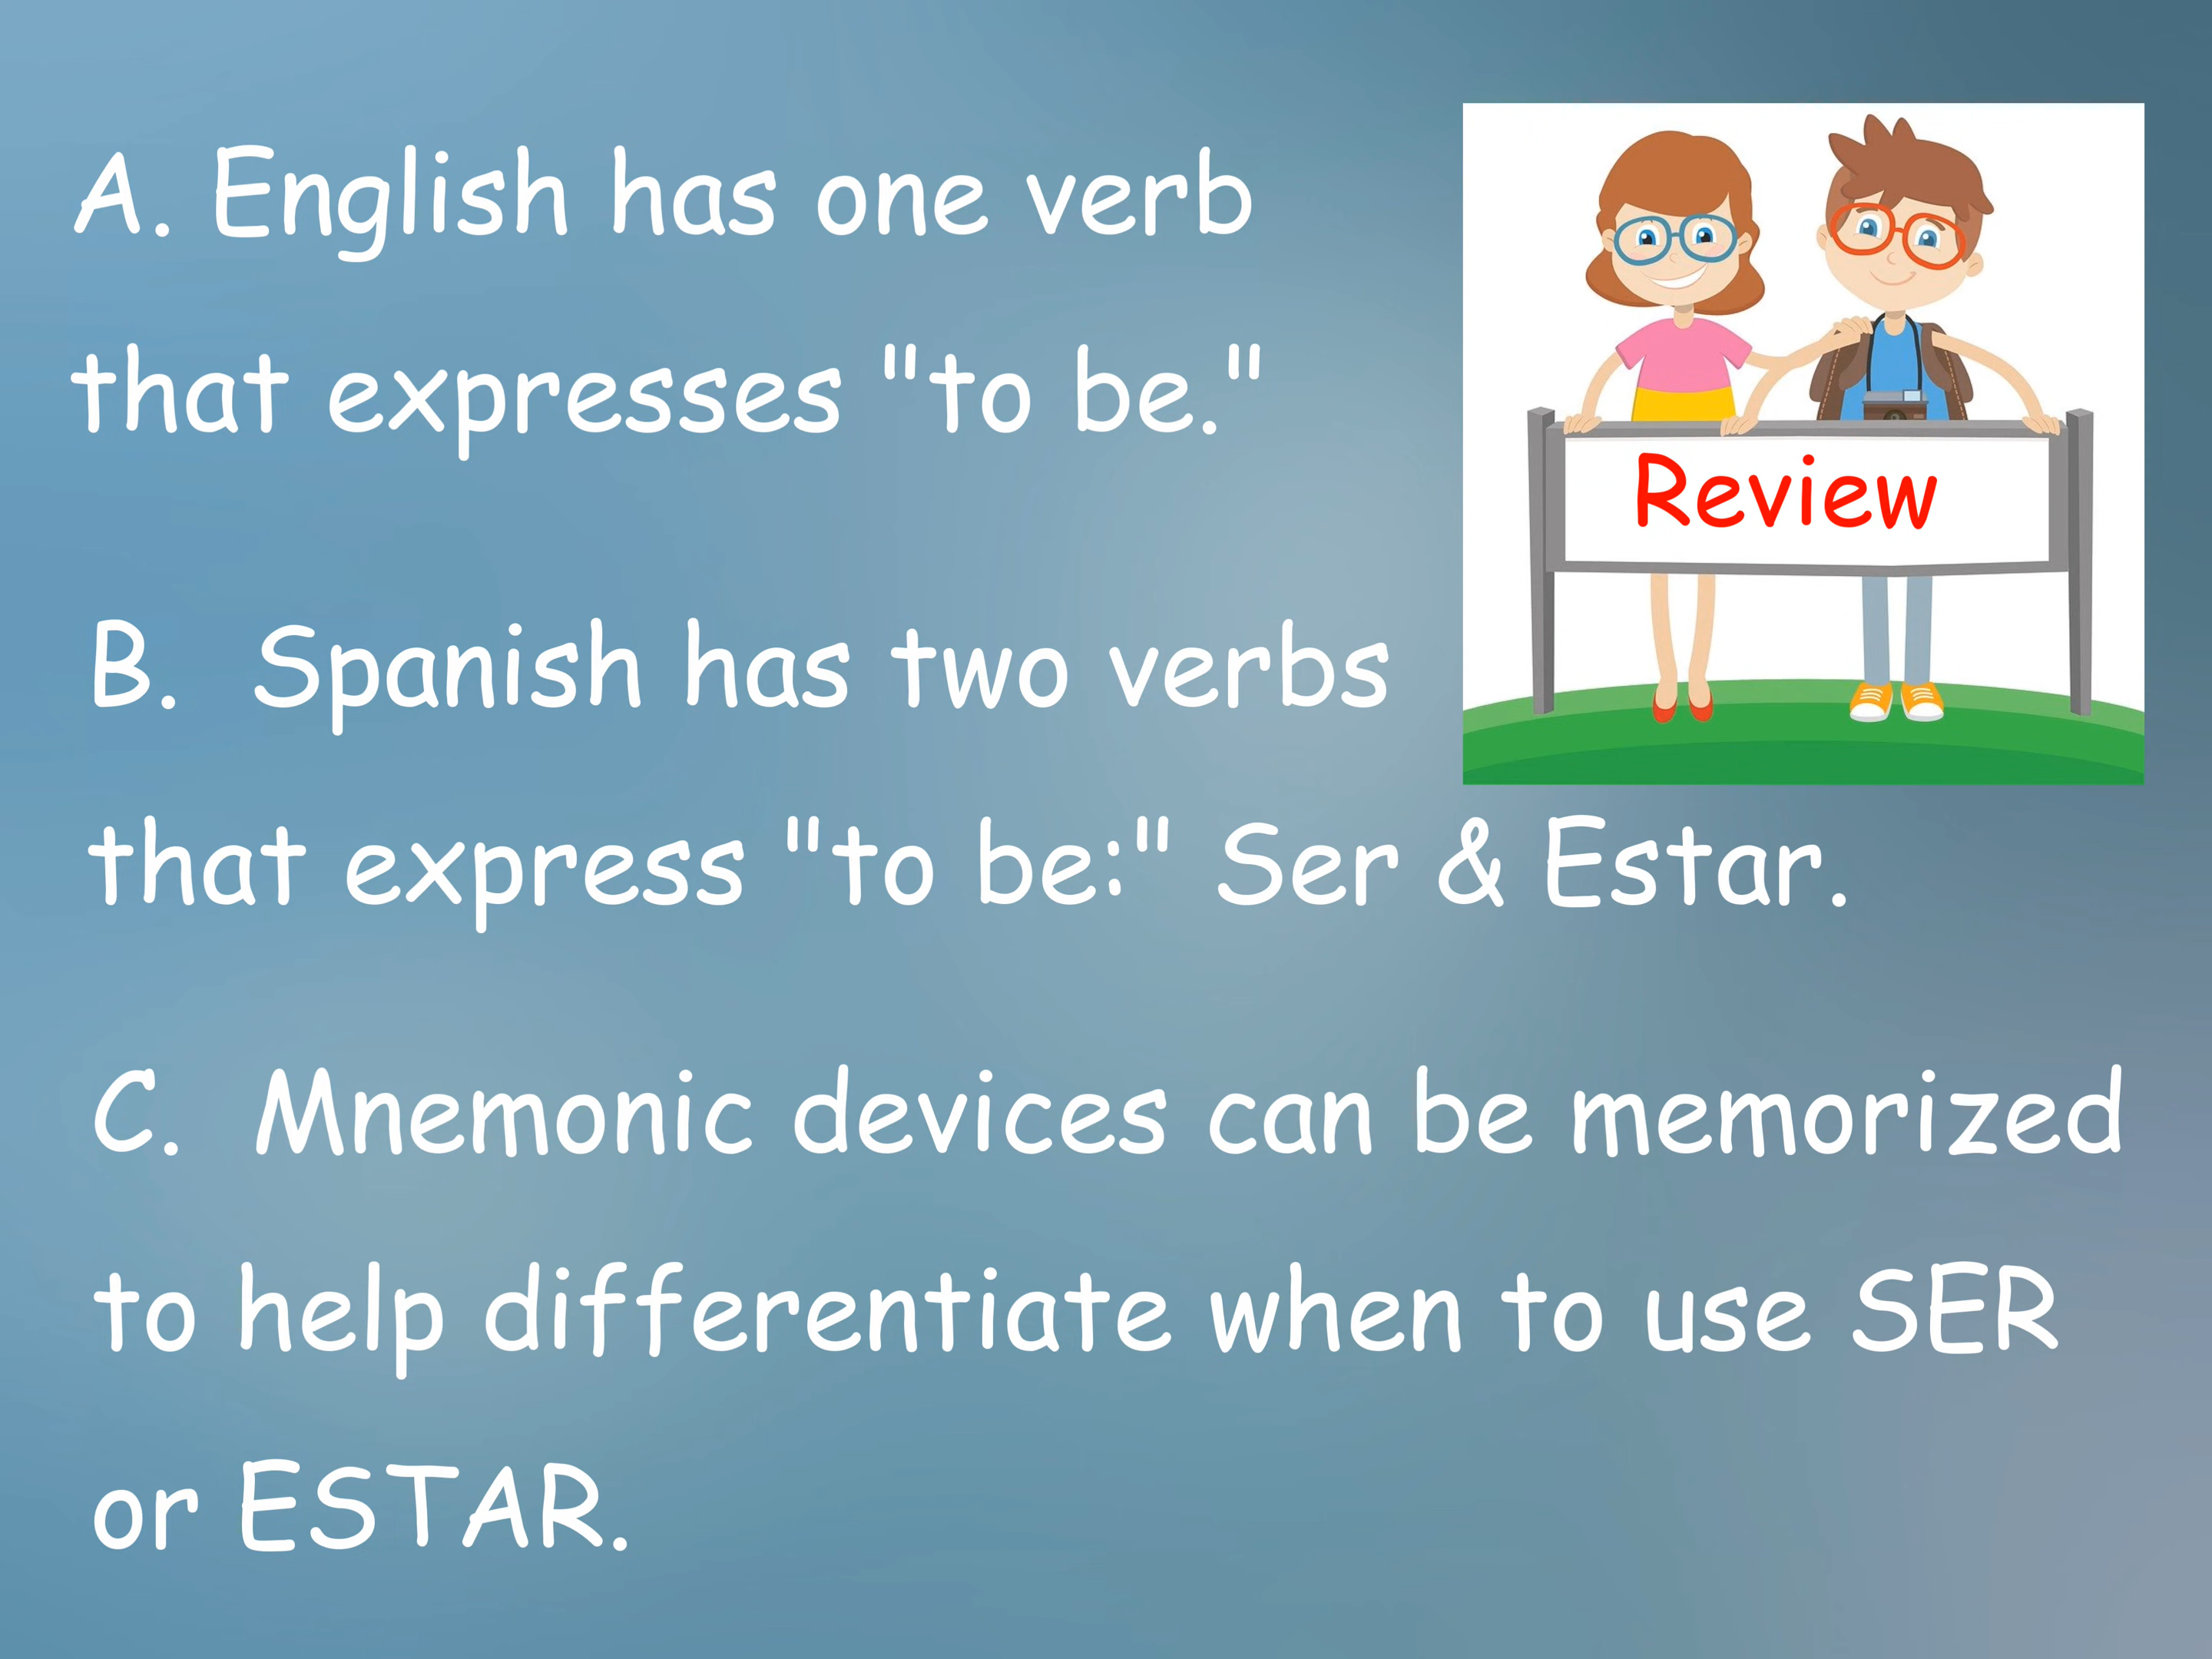 A. English has one verb
that expresses "to be."
Review
B. Spanish has two verbs
that express "to be:" Ser & Estar.
C. Mnemonic devices can be memorized
to help differentiate when to use SER
or ESTAR.